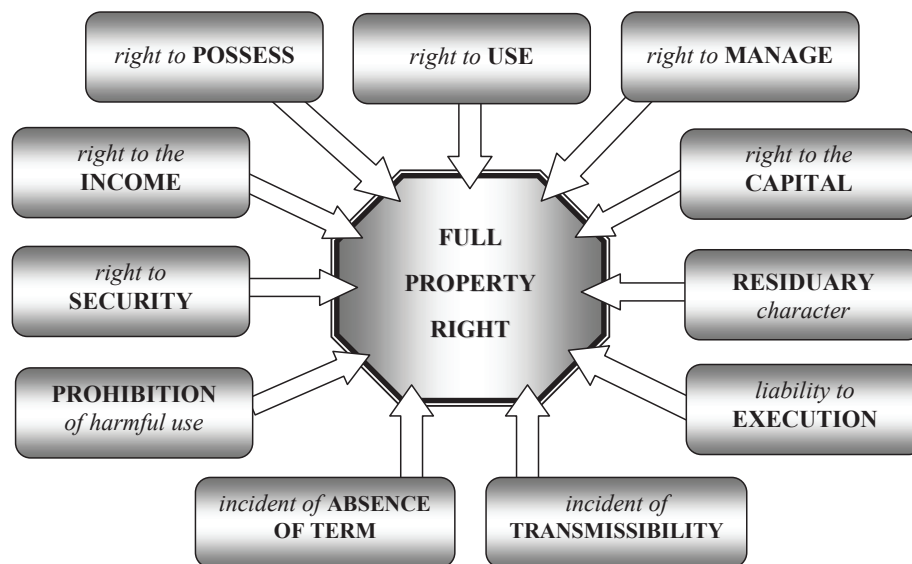 right to POSSESS
right to USE
right to MANAGE
right to the
INCOME
right to the
CAPITAL
FULL
PROPERTY
RIGHT
right to
SECURITY
RESIDUARY
character
PROHIBITION
of harmful use
liability to
EXECUTION
incident of ABSENCE
OF TERM
incident of
TRANSMISSIBILITY